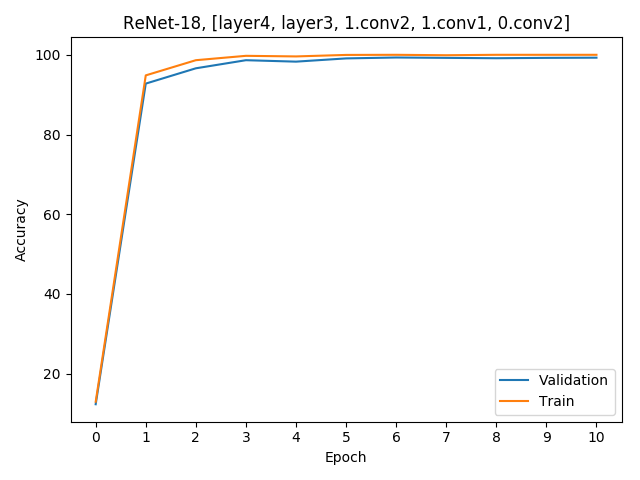 ReNet-18, [layer4, layer3, 1.conv2, 1.conv1, 0.conv2]
100
80
60
40
20
Accuracy
Validation
Train
0 1 2 3 4 5 6 7 8 9 10
Epoch